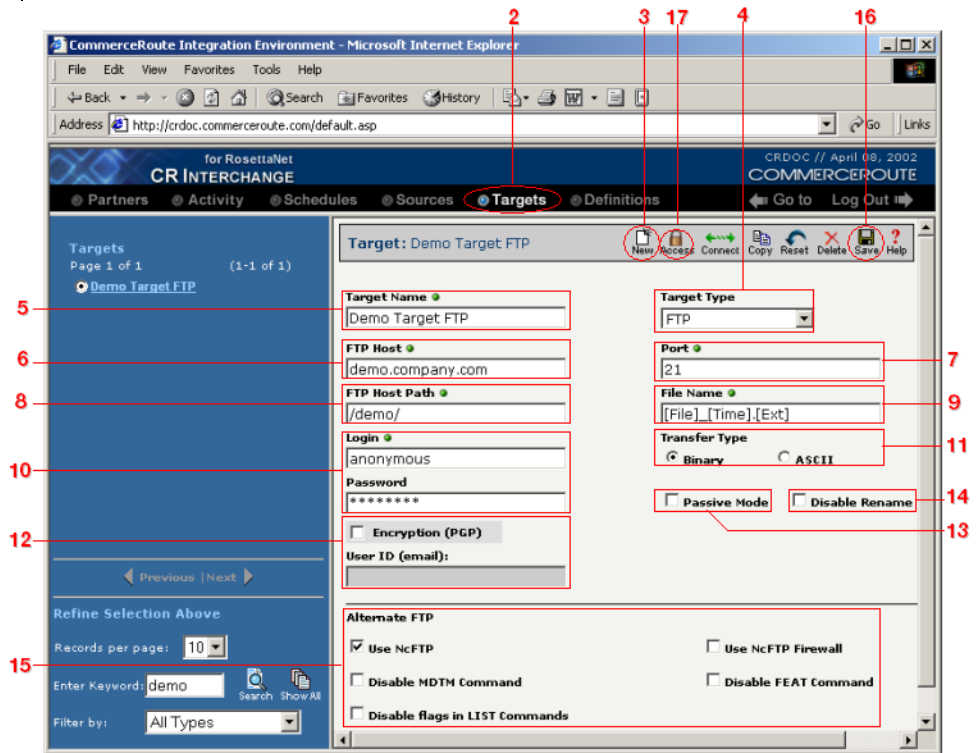 2 3 17 4 16
CommerceRoute Integration Environment - Microsoft Internet Explorer
File Edit View Favorites Tools Help
Back Search Favorites History
Address http://crdoc.commerceroute.com/default.asp Go Links
for RosettaNet
CR INTERCHANGE
CRDOC // April 08, 2002
COMMERCEROUTE
Partners Activity Schedules Sources Targets Definitions Go to Log Out
Targets
Page 1 of 1 (1-1 of 1)
Demo Target FTP
Target: Demo Target FTP
New Access Connect Copy Reset Delete Save Help
5
Target Name
Demo Target FTP
Target Type
FTP
6
FTP Host
demo.company.com
Port
21
7
8
FTP Host Path
/demo/
File Name
[File]_[Time].[Ext]
9
10
Login
anonymous
Password
********
Transfer Type
Binary ASCII
11
Passive Mode
Disable Rename
14
13
12
Encryption (PGP)
User ID (email):
Previous | Next
Refine Selection Above
Records per page: 10
Enter Keyword: demo
Search Show All
Filter by: All Types
15
Alternate FTP
Use NcFTP
Use NcFTP Firewall
Disable MDTM Command
Disable FEAT Command
Disable flags in LIST Commands